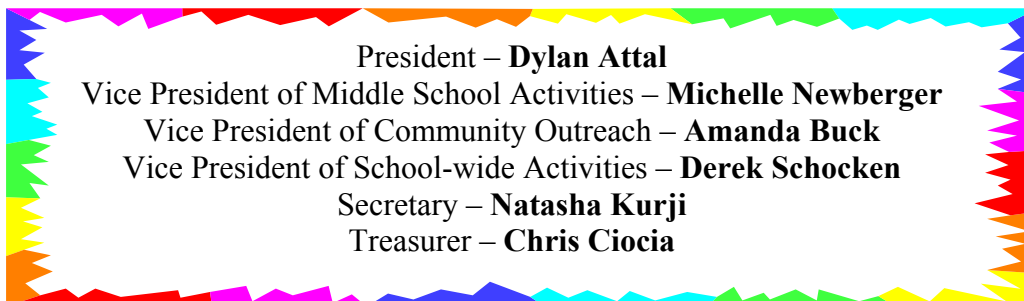 President – Dylan Attal
Vice President of Middle School Activities – Michelle Newberger
Vice President of Community Outreach – Amanda Buck
Vice President of School-wide Activities – Derek Schocken
Secretary – Natasha Kurji
Treasurer – Chris Ciocia